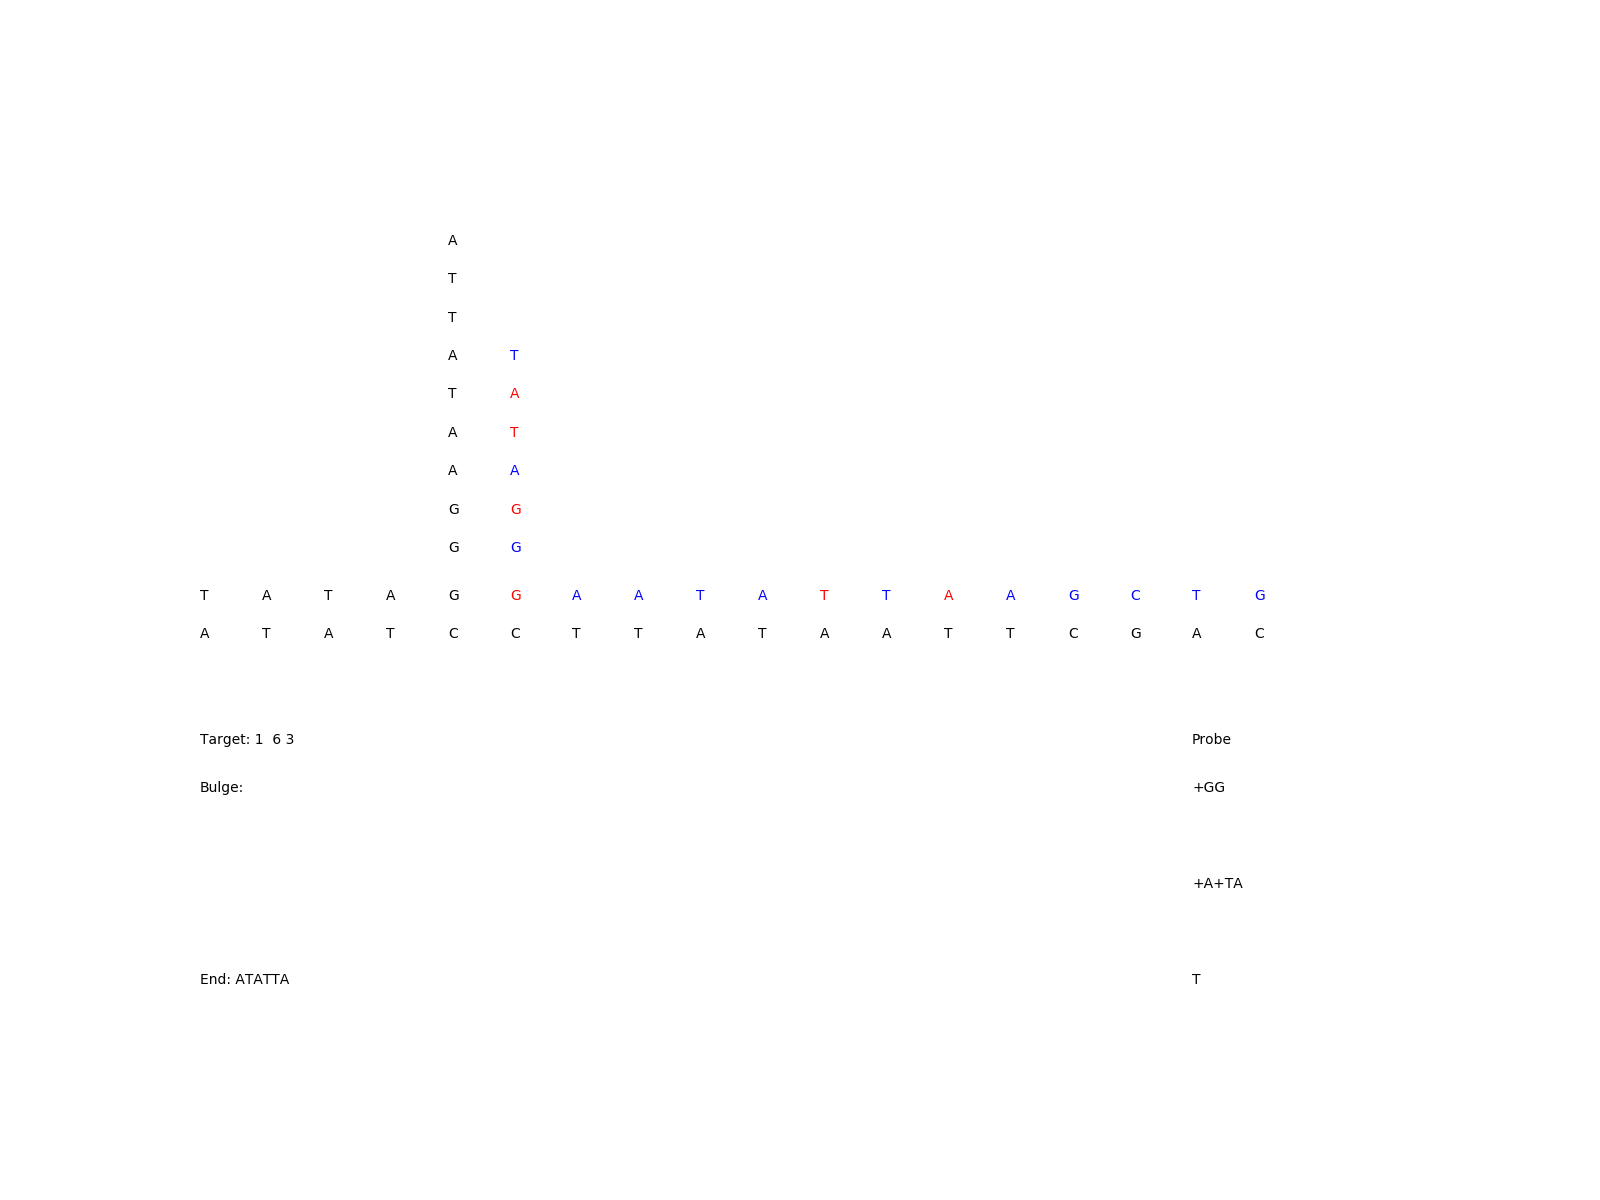 A
T
T
A T
T A
A T
A A
G G
G G
T A T A G G A A T A T T A A G C T G
A T A T C C T T A T A A T T C G A C
Target: 1  6 3 Probe
Bulge: +GG
+A+TA
End: ATATTA T